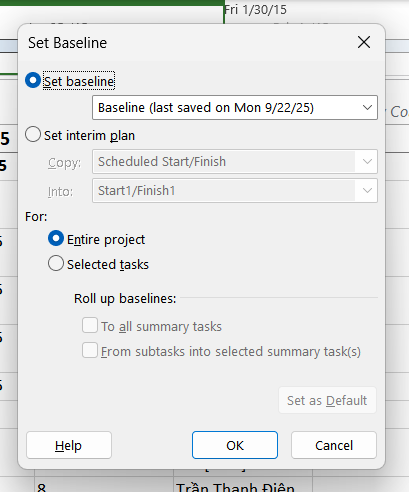 Fri 1/30/15
Set Baseline
Set baseline
Baseline (last saved on Mon 9/22/25)
Set interim plan
Copy: Scheduled Start/Finish
Into: Start1/Finish1
For:
Entire project
Selected tasks
Roll up baselines:
To all summary tasks
From subtasks into selected summary task(s)
Set as Default
Help OK Cancel
8 Trần Thanh Điện